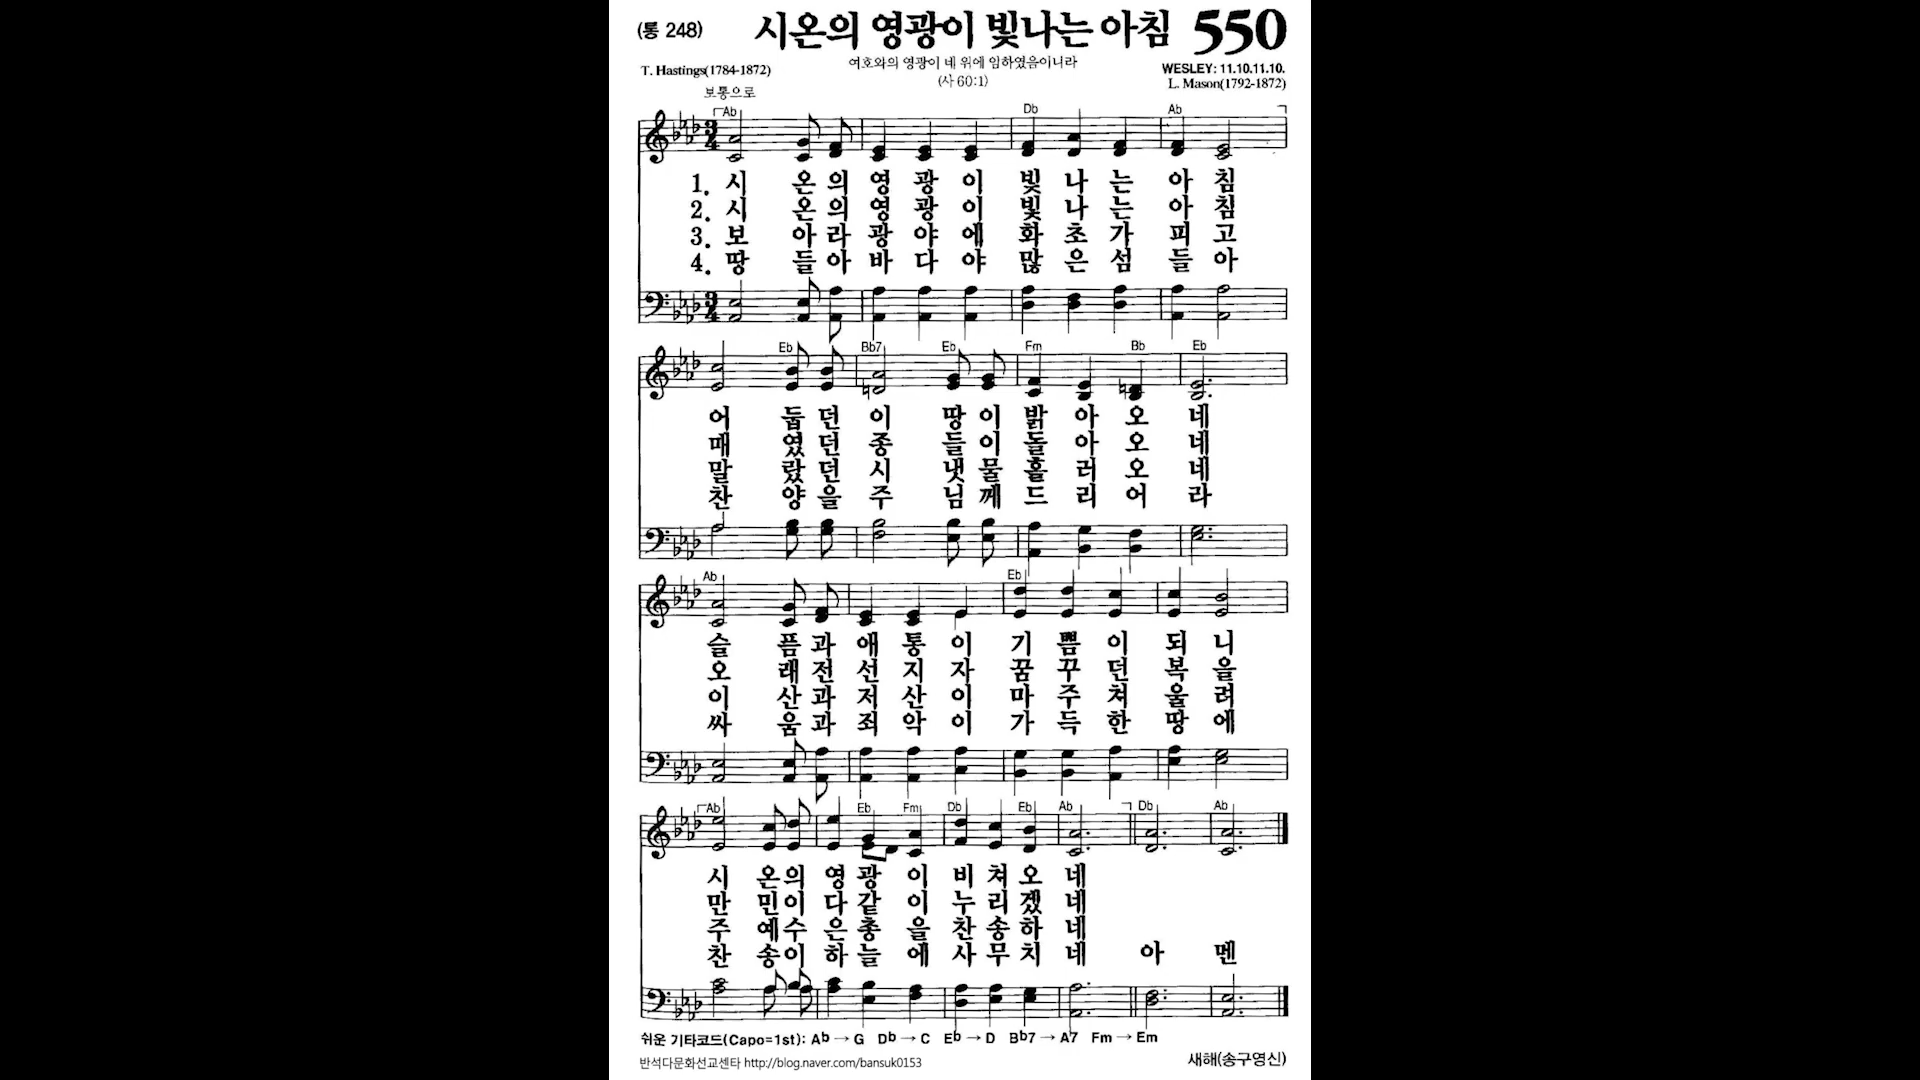 (통 248) 시온의 영광이 빛나는 아침 550
여호와의 영광이 네 위에 임하였음이니라
(사 60:1)
T. Hastings(1784-1872)
WESLEY: 11.10.11.10.
L. Mason(1792-1872)
보통으로
Ab Db Ab
1. 시 온 의 영 광 이 빛 나 는 아 침
2. 시 온 의 영 광 이 빛 나 는 아 침
3. 보 아 라 광 야 에 화 초 가 피 고
4. 땅 들 아 바 다 야 많 은 섬 들 아
Eb Bb7 Eb Fm Bb Eb
어 둡 던 이 땅 이 밝 아 오 네
매 였 던 종 들 이 돌 아 오 네
말 랐 던 시 냇 물 흘 러 오 네
찬 양 을 주 님 께 드 리 어 라
Ab Eb
슬 픔 과 애 통 이 기 쁨 이 되 니
오 래 전 선 지 자 꿈 꾸 던 복 을
이 산 과 저 산 이 마 주 쳐 울 려
싸 움 과 죄 악 이 가 득 한 땅 에
Ab Eb Fm Db Eb Ab Db Ab
시 온 의 영 광 이 비 쳐 오 네
만 민 이 다 같 이 누 리 겠 네
주 예 수 은 총 을 찬 송 하 네
찬 송 이 하 늘 에 사 무 치 네 아 멘
쉬운 기타코드(Capo=1st): Ab → G Db → C Eb → D Bb7 → A7 Fm → Em
반석다문화선교센타 http://blog.naver.com/bansuk0153
새해(송구영신)